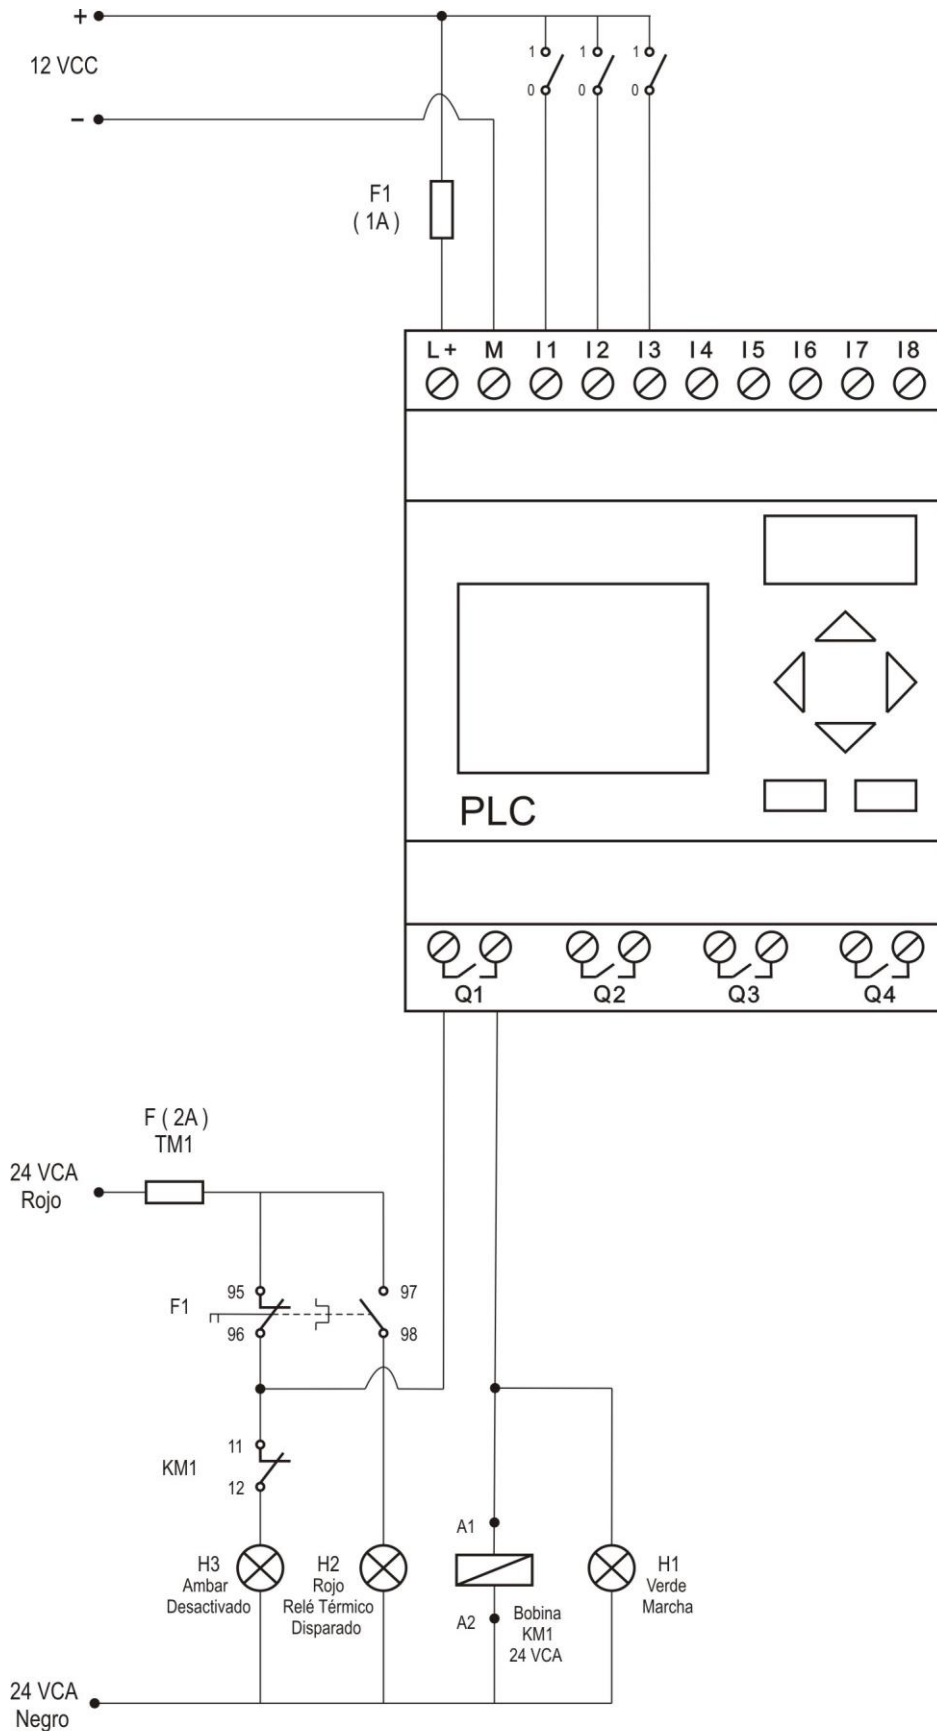 +
12 VCC
−
1 1 1
0 0 0
F1
( 1A )
L + M I1 I2 I3 I4 I5 I6 I7 I8
PLC
Q1 Q2 Q3 Q4
F ( 2A )
TM1
24 VCA
Rojo
95 97
F1
96 98
11
KM1
12
H3
Ambar
Desactivado
H2
Rojo
Relé Térmico
Disparado
A1
A2
Bobina
KM1
24 VCA
H1
Verde
Marcha
24 VCA
Negro